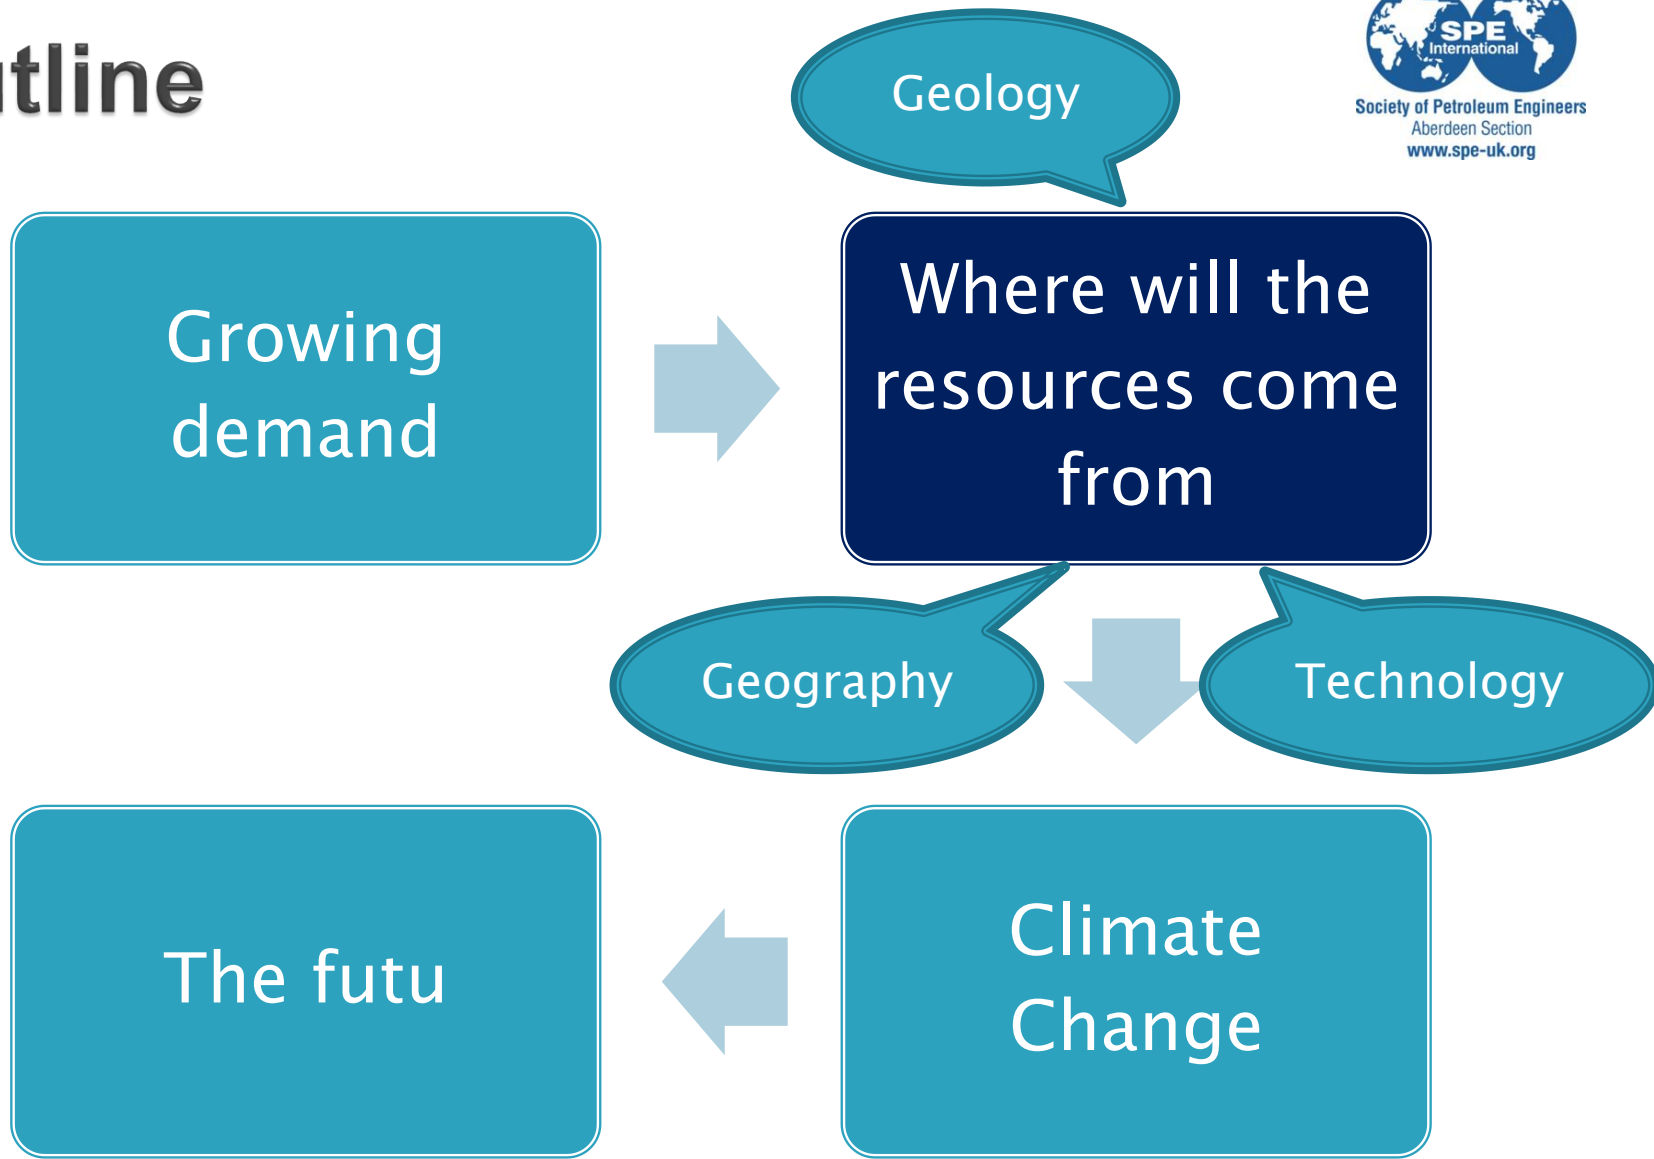 utline
Geology
SPE
International
Society of Petroleum Engineers
Aberdeen Section
www.spe-uk.org
Growing
demand
Where will the
resources come
from
Geography
Technology
The futu
Climate
Change